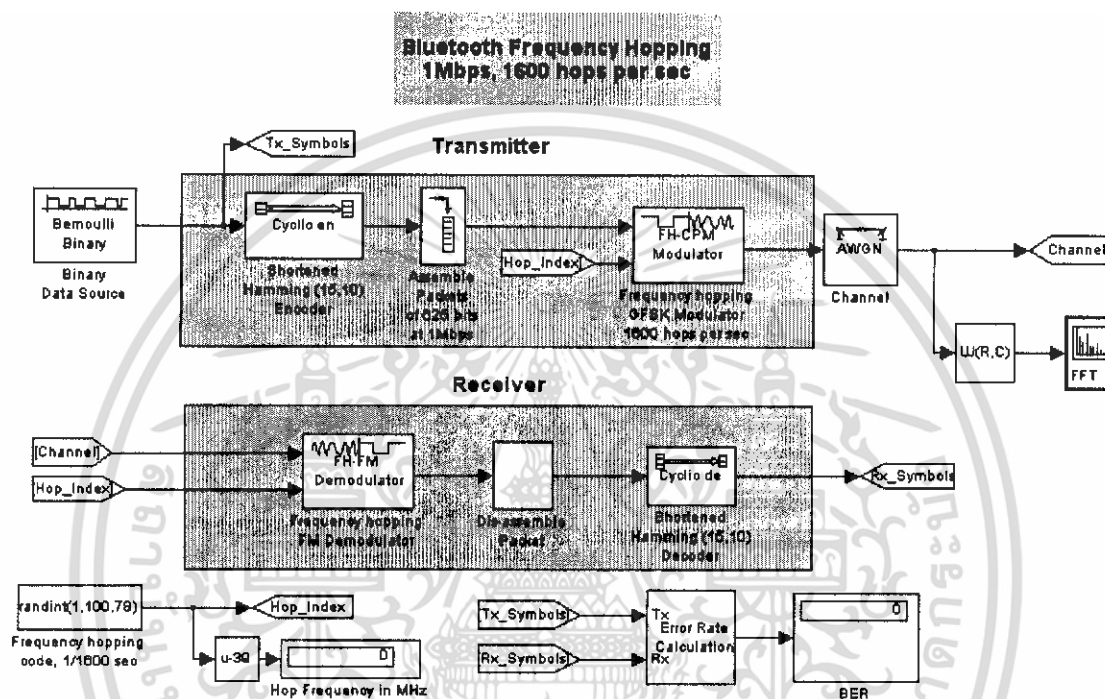 Bluetooth Frequency Hopping
1Mbps, 1600 hops per sec
Tx_Symbols
Transmitter
Bernoulli
Binary
Binary
Data Source
Cyclic en
Shortened
Hamming (15,10)
Encoder
Assemble
Packets
of 625 bits
at 1Mbps
Hop_Index
FH-CPM
Modulator
Frequency hopping
GFSK Modulator
1600 hops per sec
AWGN
Channel
[Channel
U(R,C)
FFT
Receiver
[Channel]
Hop_Index
FH-FM
Demodulator
Frequency hopping
FM Demodulator
Dis-assemble
Packet
Cyclic de
Shortened
Hamming (15,10)
Decoder
Rx_Symbols
randint(1,100,79)
Frequency hopping
code, 1/1600 sec
Hop_Index
u-39
0
Hop Frequency in MHz
Tx_Symbols
Rx_Symbols
Tx
Error Rate
Calculation
Rx
0
BER